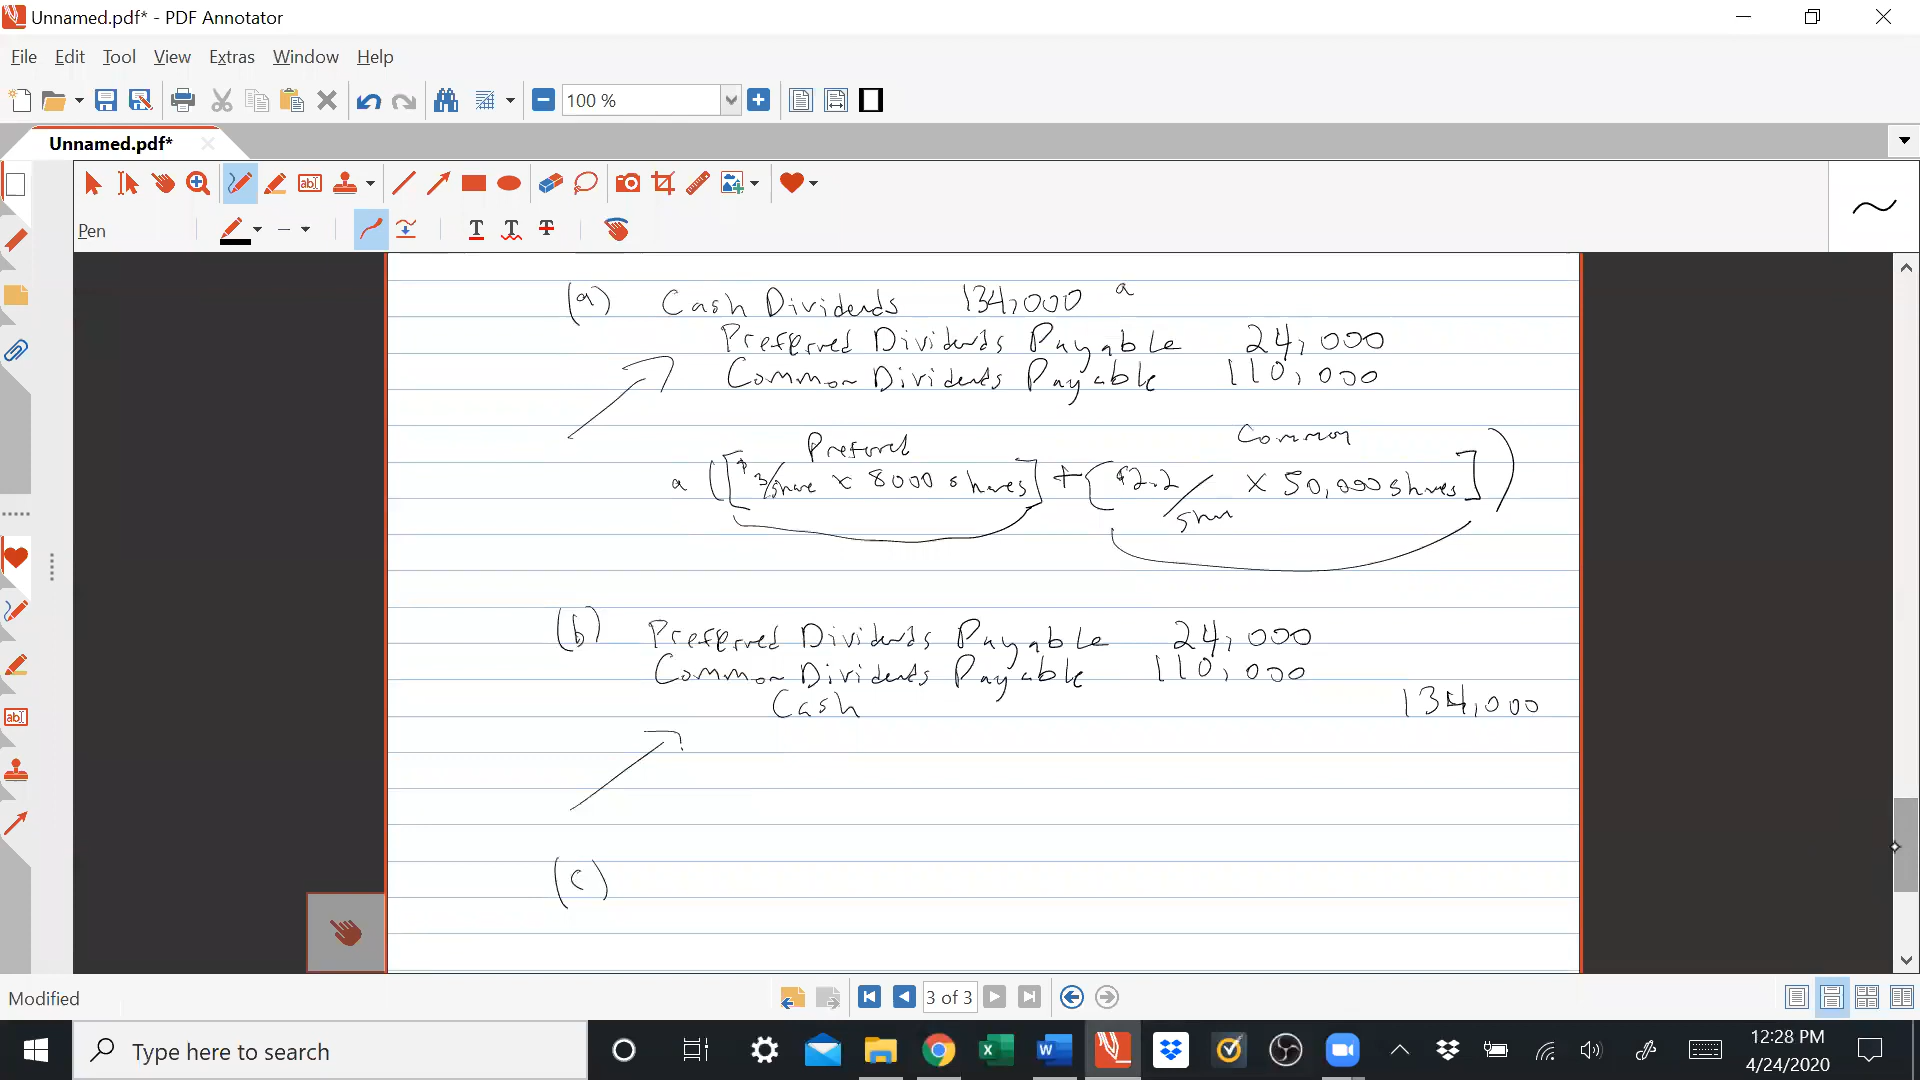 Unnamed.pdf* - PDF Annotator
File Edit Tool View Extras Window Help
100 %
Unnamed.pdf*
Pen
(a) Cash Dividends 134,000 a
Preferred Dividends Payable 24,000
Common Dividends Payable 110,000
Preferred Common
a ([$3/share x 8000 shares] + [$2.2/ x 50,000 shares])
(b) Preferred Dividends Payable 24,000
Common Dividends Payable 110,000
Cash 134,000
(c)
Modified
3 of 3
Type here to search
12:28 PM
4/24/2020